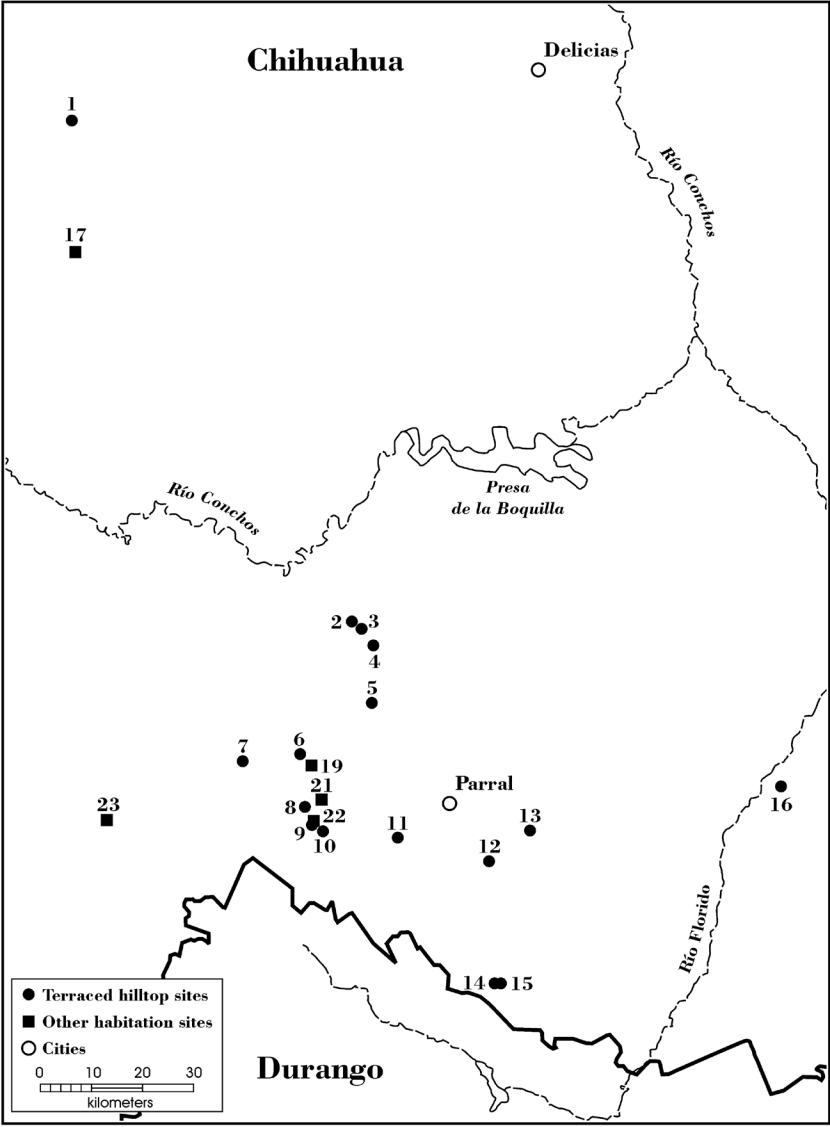 Chihuahua
Delicias
1
Río Conchos
17
Río Conchos
Presa
de la Boquilla
2
3
4
5
6
7
19
Parral
21
23
8
22
16
9
10
11
13
12
Río Florido
14
15
Terraced hilltop sites
Other habitation sites
Cities
0 10 20 30
kilometers
Durango